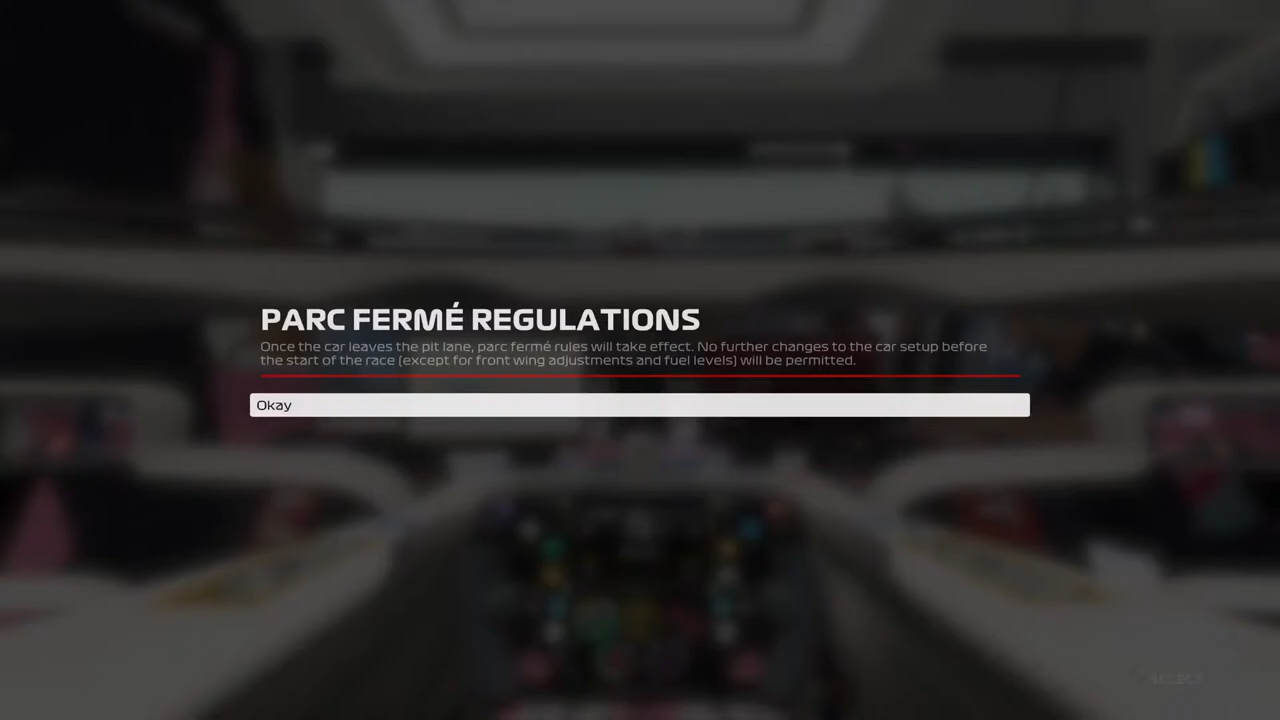 PARC FERMÉ REGULATIONS
Once the car leaves the pit lane, parc fermé rules will take effect. No further changes to the car setup before
the start of the race (except for front wing adjustments and fuel levels) will be permitted.
Okay
SELECT